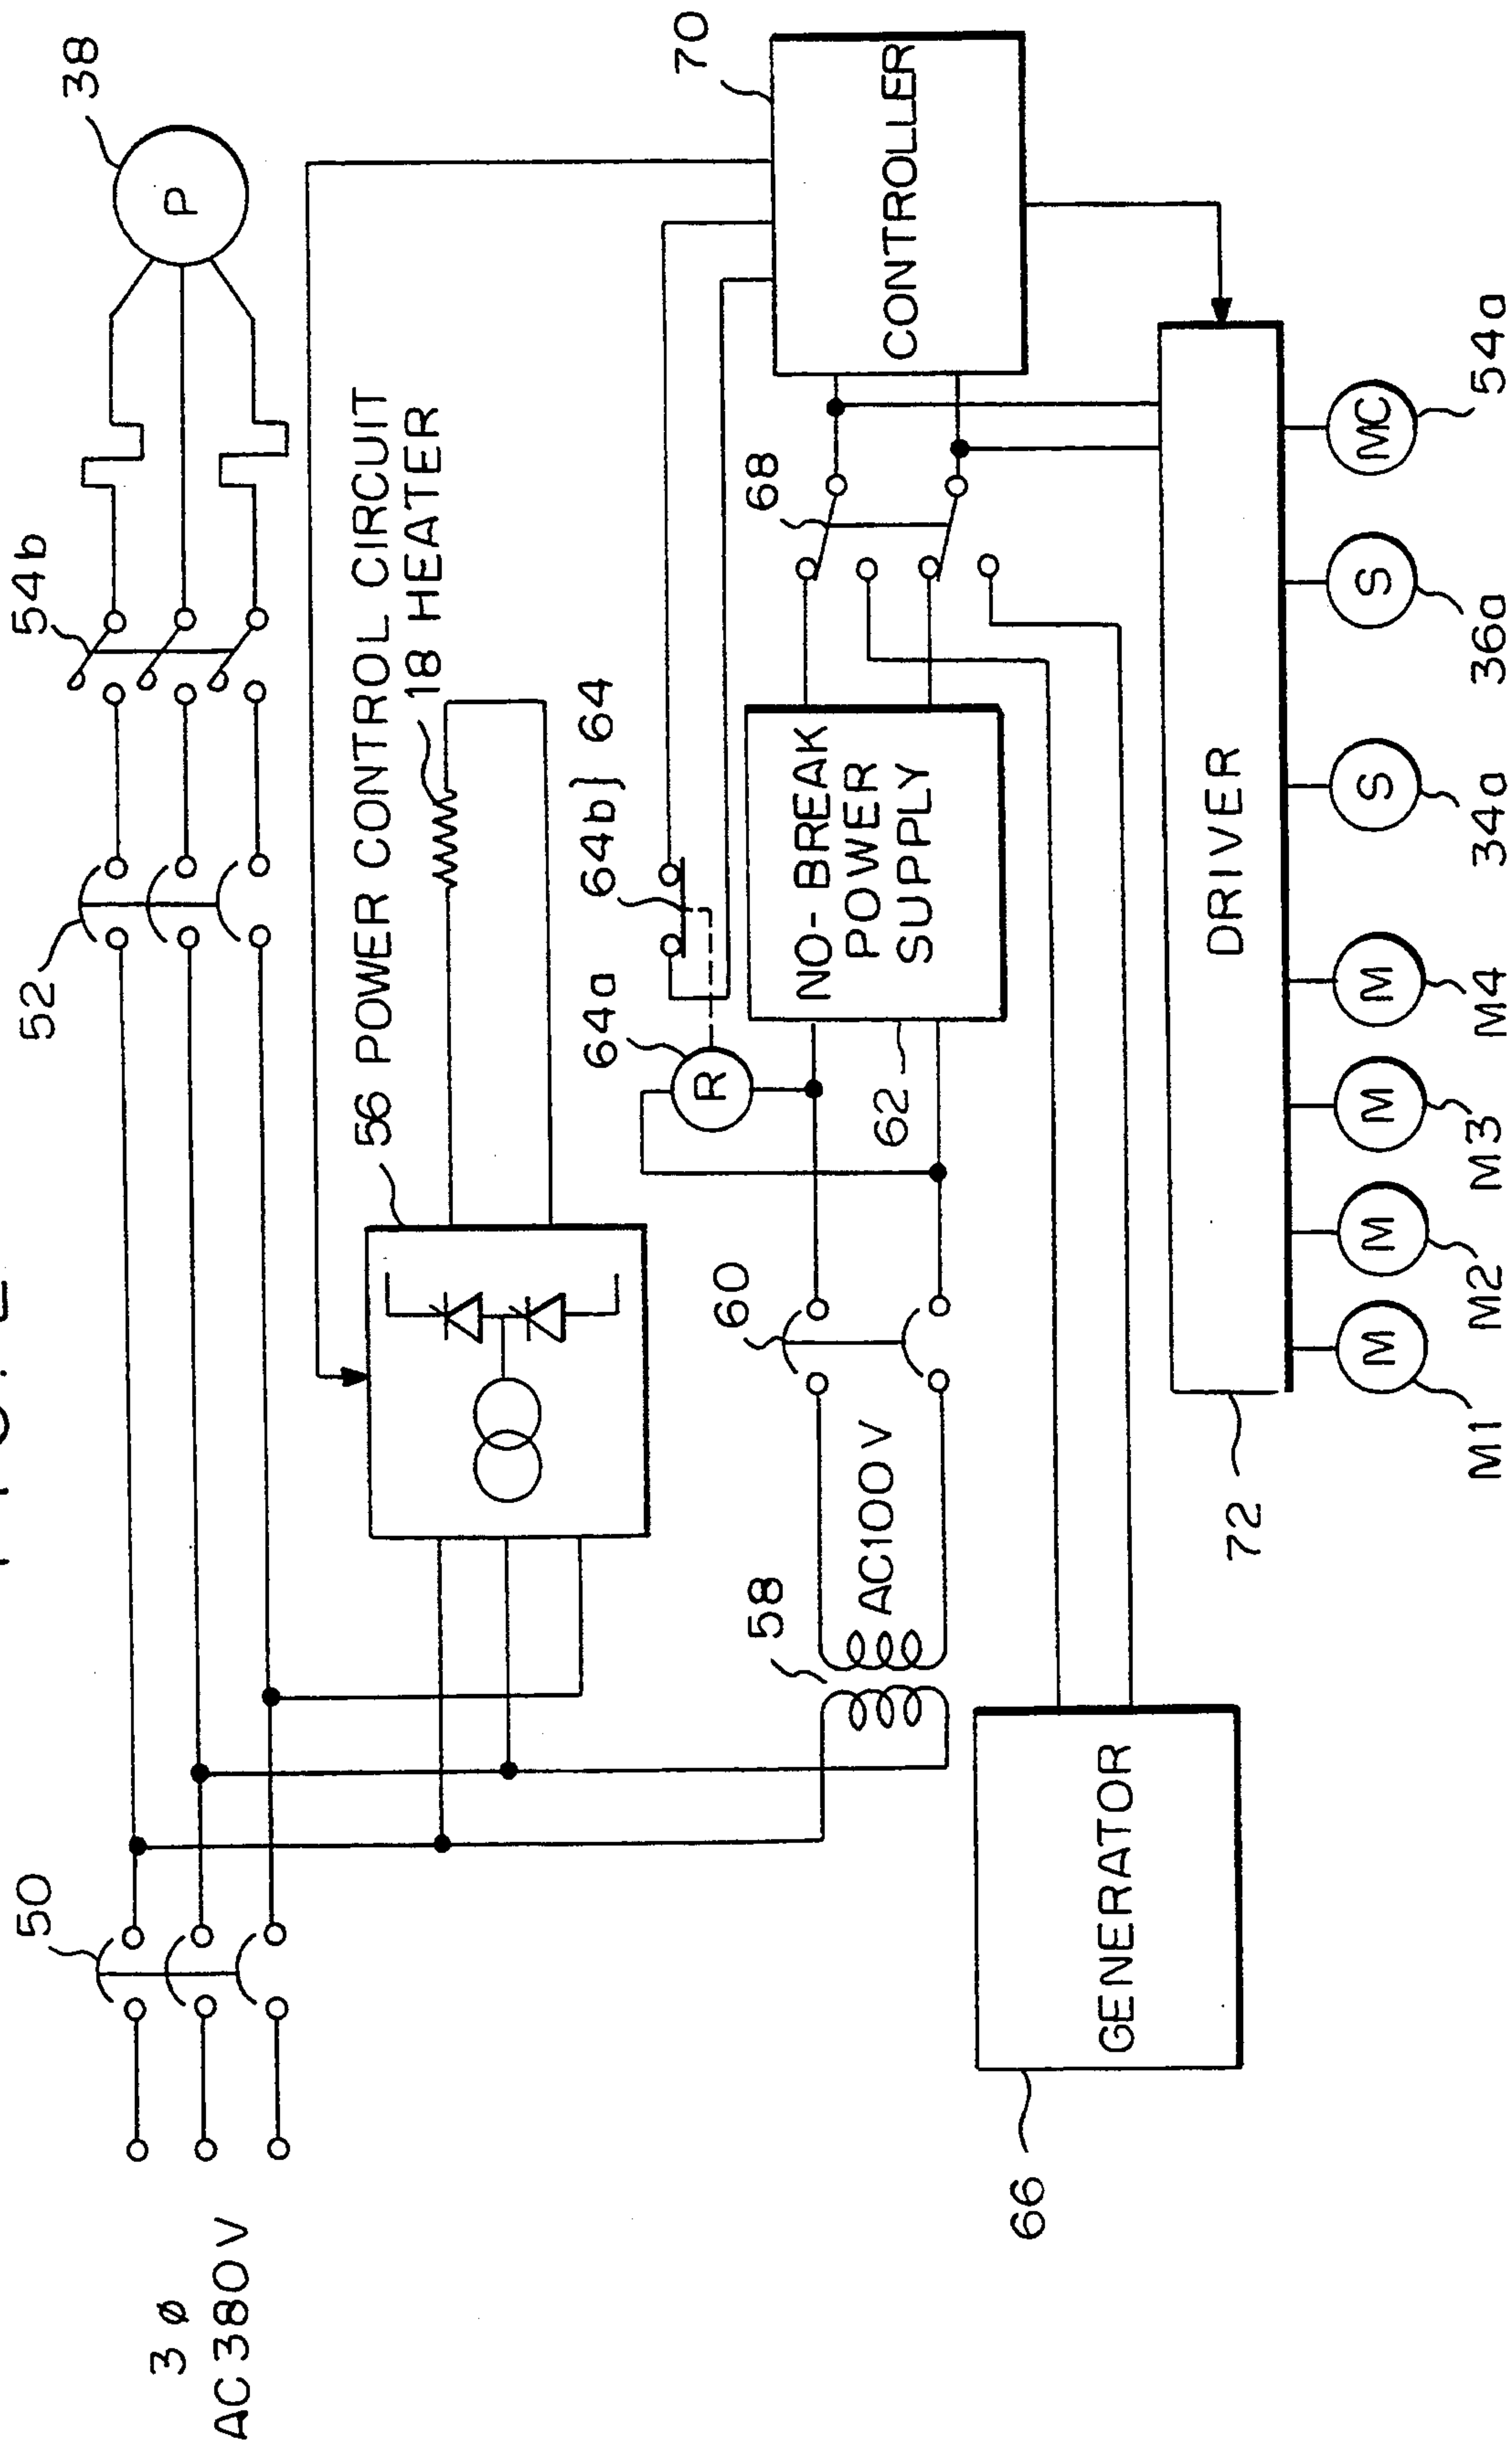 50
52
54b
38
3ø
AC380V
56 POWER CONTROL CIRCUIT
18 HEATER
64a
64b} 64
70
58
60
AC100V
R
P
62
NO-BREAK
POWER
SUPPLY
68
CONTROLLER
66
GENERATOR
72
DRIVER
M
M
M
M
S
S
MC
M1
M2
M3
M4
34a
36a
54a